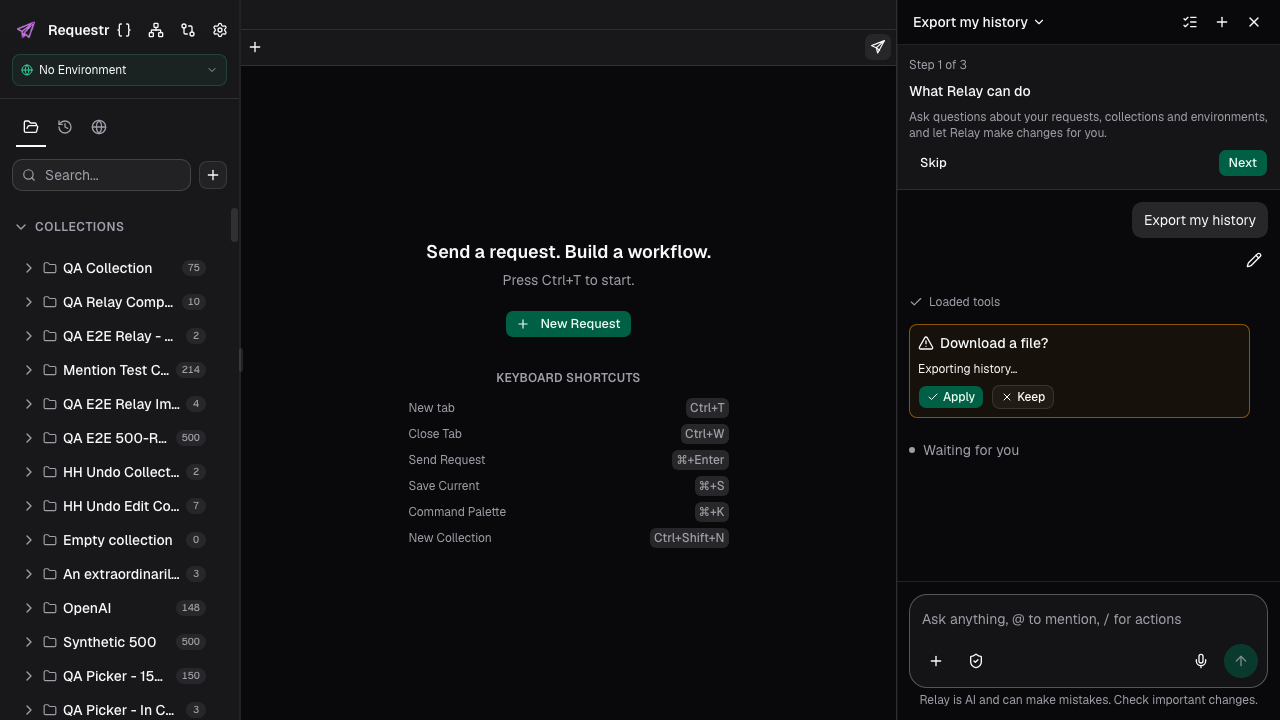 Requestr
No Environment
Search...
COLLECTIONS
QA Collection 75
QA Relay Comp... 10
QA E2E Relay - ... 2
Mention Test C... 214
QA E2E Relay Im... 4
QA E2E 500-R... 500
HH Undo Collect... 2
HH Undo Edit Co... 7
Empty collection 0
An extraordinaril... 3
OpenAI 148
Synthetic 500 500
QA Picker - 15... 150
QA Picker - In C... 3
Send a request. Build a workflow.
Press Ctrl+T to start.
New Request
KEYBOARD SHORTCUTS
New tab Ctrl+T
Close Tab Ctrl+W
Send Request ⌘+Enter
Save Current ⌘+S
Command Palette ⌘+K
New Collection Ctrl+Shift+N
Export my history
Step 1 of 3
What Relay can do
Ask questions about your requests, collections and environments,
and let Relay make changes for you.
Skip Next
Export my history
Loaded tools
Download a file?
Exporting history...
Apply Keep
Waiting for you
Ask anything, @ to mention, / for actions
Relay is AI and can make mistakes. Check important changes.